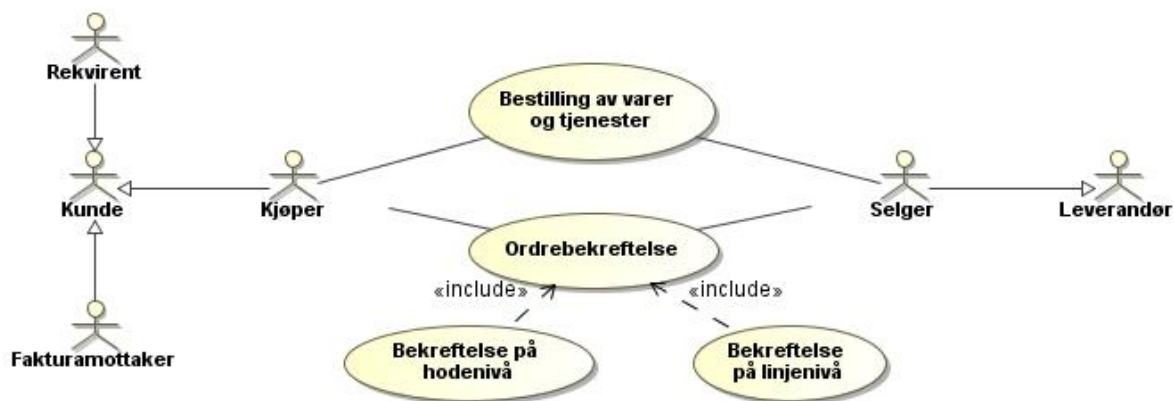 Rekvirent
Bestilling av varer
og tjenester
Kunde
Kjøper
Selger
Leverandør
Ordrebekreftelse
«include»
«include»
Fakturamottaker
Bekreftelse på
hodenivå
Bekreftelse
på linjenivå